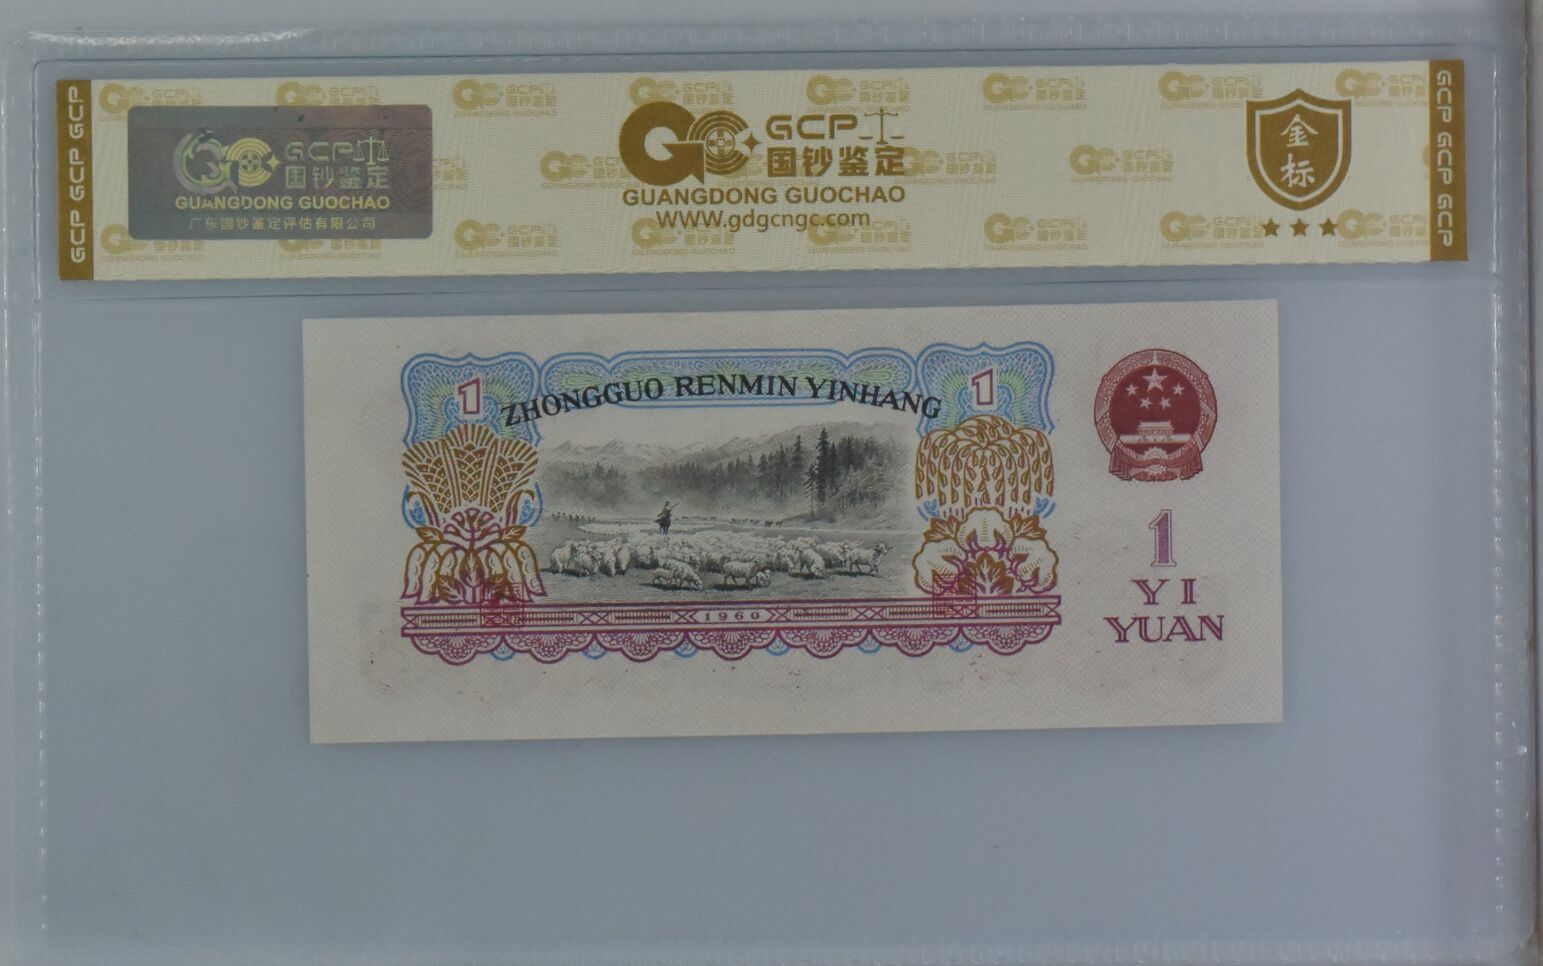 GCP GCP GCP
GCP
国钞鉴定
GUANGDONG GUOCHAO
广东国钞鉴定评估有限公司
GCP
国钞鉴定
GUANGDONG GUOCHAO
WWW.gdgcngc.com
金
标
GCP GCP GCP
ZHONGGUO RENMIN YINHANG
1
1
1960
1
YI
YUAN